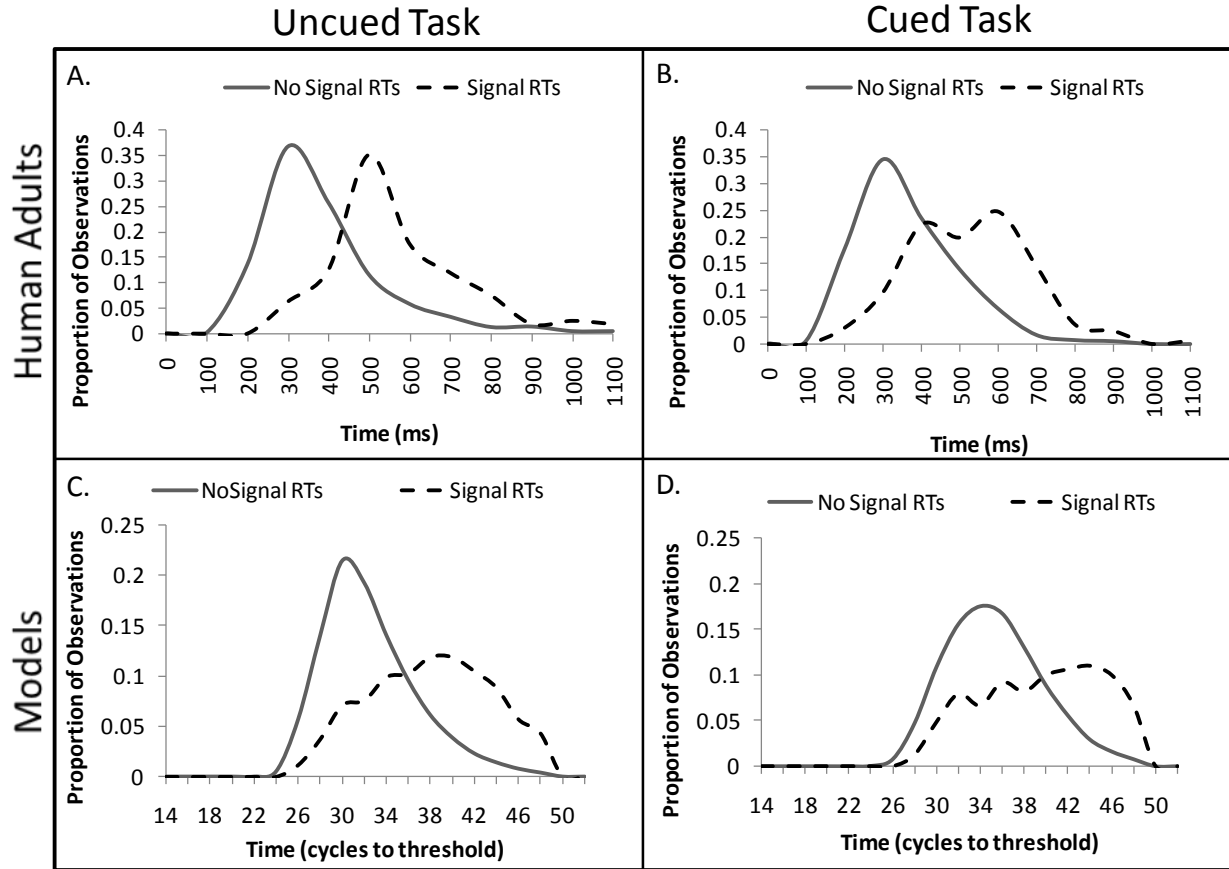 Uncued Task
Cued Task
Human Adults
Models
A.
No Signal RTs
Signal RTs
Proportion of Observations
0.4
0.35
0.3
0.25
0.2
0.15
0.1
0.05
0
0 100 200 300 400 500 600 700 800 900 1000 1100
Time (ms)
B.
No Signal RTs
Signal RTs
Proportion of Observations
0.4
0.35
0.3
0.25
0.2
0.15
0.1
0.05
0
0 100 200 300 400 500 600 700 800 900 1000 1100
Time (ms)
C.
NoSignal RTs
Signal RTs
Proportion of Observations
0.25
0.2
0.15
0.1
0.05
0
14 18 22 26 30 34 38 42 46 50
Time (cycles to threshold)
D.
No Signal RTs
Signal RTs
Proportion of Observations
0.25
0.2
0.15
0.1
0.05
0
14 18 22 26 30 34 38 42 46 50
Time (cycles to threshold)